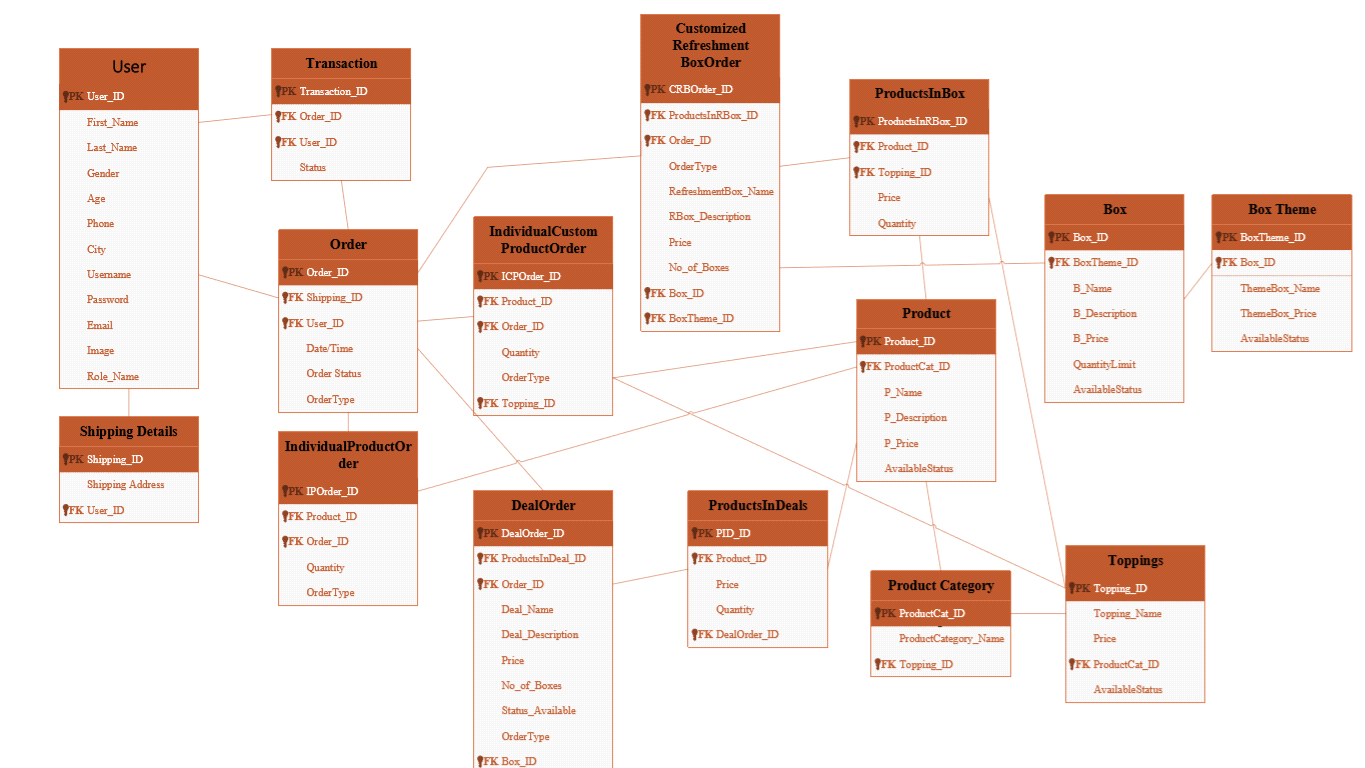 User
PK User_ID
First_Name
Last_Name
Gender
Age
Phone
City
Username
Password
Email
Image
Role_Name
Shipping Details
PK Shipping_ID
Shipping Address
FK User_ID
Transaction
PK Transaction_ID
FK Order_ID
FK User_ID
Status
Order
PK Order_ID
FK Shipping_ID
FK User_ID
Date/Time
Order Status
OrderType
IndividualProductOr
der
PK IPOrder_ID
FK Product_ID
FK Order_ID
Quantity
OrderType
IndividualCustom
ProductOrder
PK ICPOrder_ID
FK Product_ID
FK Order_ID
Quantity
OrderType
FK Topping_ID
DealOrder
PK DealOrder_ID
FK ProductsInDeal_ID
FK Order_ID
Deal_Name
Deal_Description
Price
No_of_Boxes
Status_Available
OrderType
FK Box_ID
Customized
Refreshment
BoxOrder
PK CRBOrder_ID
FK ProductsInRBox_ID
FK Order_ID
OrderType
RefreshmentBox_Name
RBox_Description
Price
No_of_Boxes
FK Box_ID
FK BoxTheme_ID
ProductsInDeals
PK PID_ID
FK Product_ID
Price
Quantity
FK DealOrder_ID
ProductsInBox
PK ProductsInRBox_ID
FK Product_ID
FK Topping_ID
Price
Quantity
Product
PK Product_ID
FK ProductCat_ID
P_Name
P_Description
P_Price
AvailableStatus
Product Category
PK ProductCat_ID
ProductCategory_Name
FK Topping_ID
Box
PK Box_ID
FK BoxTheme_ID
B_Name
B_Description
B_Price
QuantityLimit
AvailableStatus
Box Theme
PK BoxTheme_ID
FK Box_ID
ThemeBox_Name
ThemeBox_Price
AvailableStatus
Toppings
PK Topping_ID
Topping_Name
Price
FK ProductCat_ID
AvailableStatus